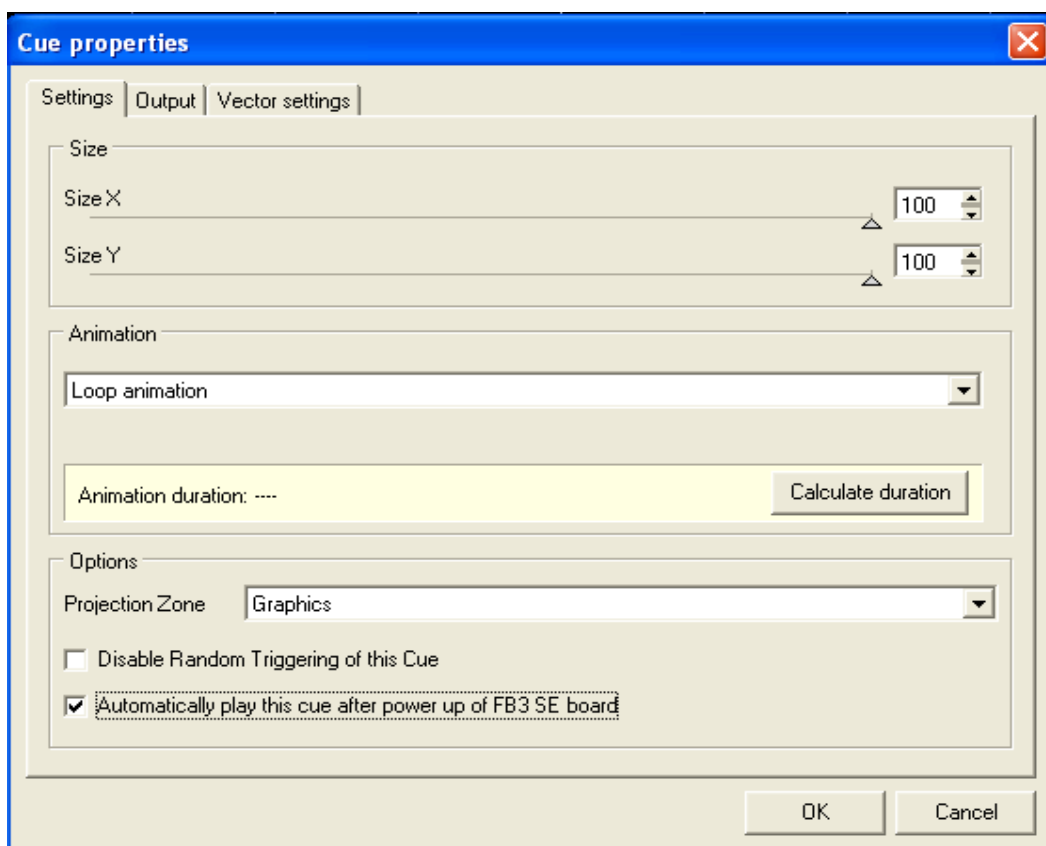 Cue properties
Settings Output Vector settings
Size
Size X 100
Size Y 100
Animation
Loop animation
Animation duration: ---- Calculate duration
Options
Projection Zone Graphics
Disable Random Triggering of this Cue
Automatically play this cue after power up of FB3 SE board
OK Cancel